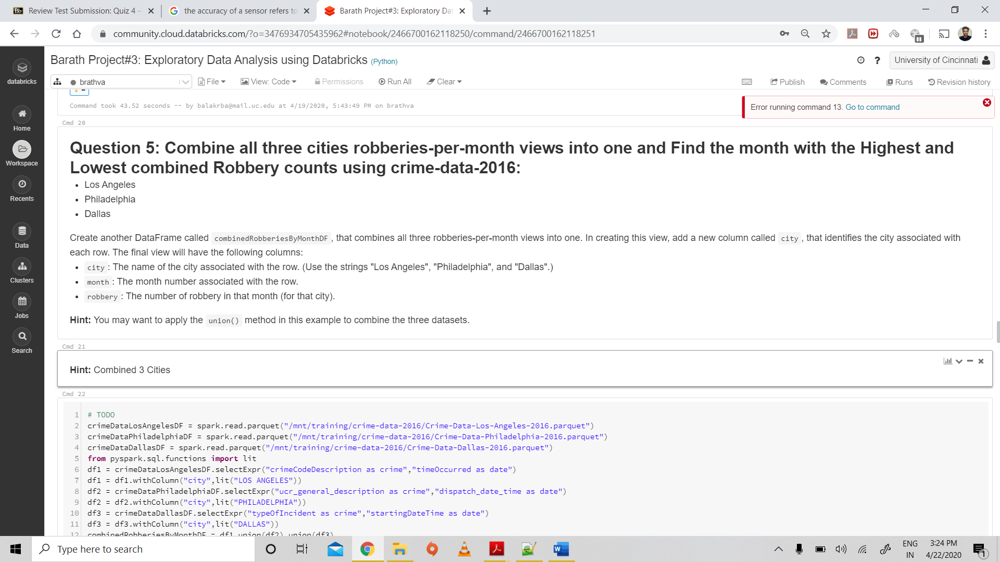 Bb Review Test Submission: Quiz 4 –
G the accuracy of a sensor refers to
Barath Project#3: Exploratory Dat
community.cloud.databricks.com/?o=3476934705435962#notebook/2466700162118250/command/2466700162118251
Barath Project#3: Exploratory Data Analysis using Databricks (Python)
? University of Cincinnati
databricks
brathva
File View: Code Permissions Run All Clear
Publish Comments Runs Revision history
Command took 43.52 seconds -- by balakrba@mail.uc.edu at 4/19/2020, 5:43:49 PM on brathva
Error running command 13. Go to command
Home
Workspace
Recents
Data
Clusters
Jobs
Search
Cmd 20
Question 5: Combine all three cities robberies-per-month views into one and Find the month with the Highest and
Lowest combined Robbery counts using crime-data-2016:
• Los Angeles
• Philadelphia
• Dallas
Create another DataFrame called combinedRobberiesByMonthDF, that combines all three robberies-per-month views into one. In creating this view, add a new column called city, that identifies the city associated with
each row. The final view will have the following columns:
• city: The name of the city associated with the row. (Use the strings "Los Angeles", "Philadelphia", and "Dallas".)
• month: The month number associated with the row.
• robbery: The number of robbery in that month (for that city).
Hint: You may want to apply the union() method in this example to combine the three datasets.
Cmd 21
Hint: Combined 3 Cities
Cmd 22
1 # TODO
2 crimeDataLosAngelesDF = spark.read.parquet("/mnt/training/crime-data-2016/Crime-Data-Los-Angeles-2016.parquet")
3 crimeDataPhiladelphiaDF = spark.read.parquet("/mnt/training/crime-data-2016/Crime-Data-Philadelphia-2016.parquet")
4 crimeDataDallasDF = spark.read.parquet("/mnt/training/crime-data-2016/Crime-Data-Dallas-2016.parquet")
5 from pyspark.sql.functions import lit
6 df1 = crimeDataLosAngelesDF.selectExpr("crimeCodeDescription as crime","timeOccurred as date")
7 df1 = df1.withColumn("city",lit("LOS ANGELES"))
8 df2 = crimeDataPhiladelphiaDF.selectExpr("ucr_general_description as crime","dispatch_date_time as date")
9 df2 = df2.withColumn("city",lit("PHILADELPHIA"))
10 df3 = crimeDataDallasDF.selectExpr("typeOfIncident as crime","startingDateTime as date")
11 df3 = df3.withColumn("city",lit("DALLAS"))
12 combinedRobberiesByMonthDF = df1.union(df2).union(df3)
Type here to search
ENG
IN
3:24 PM
4/22/2020
1